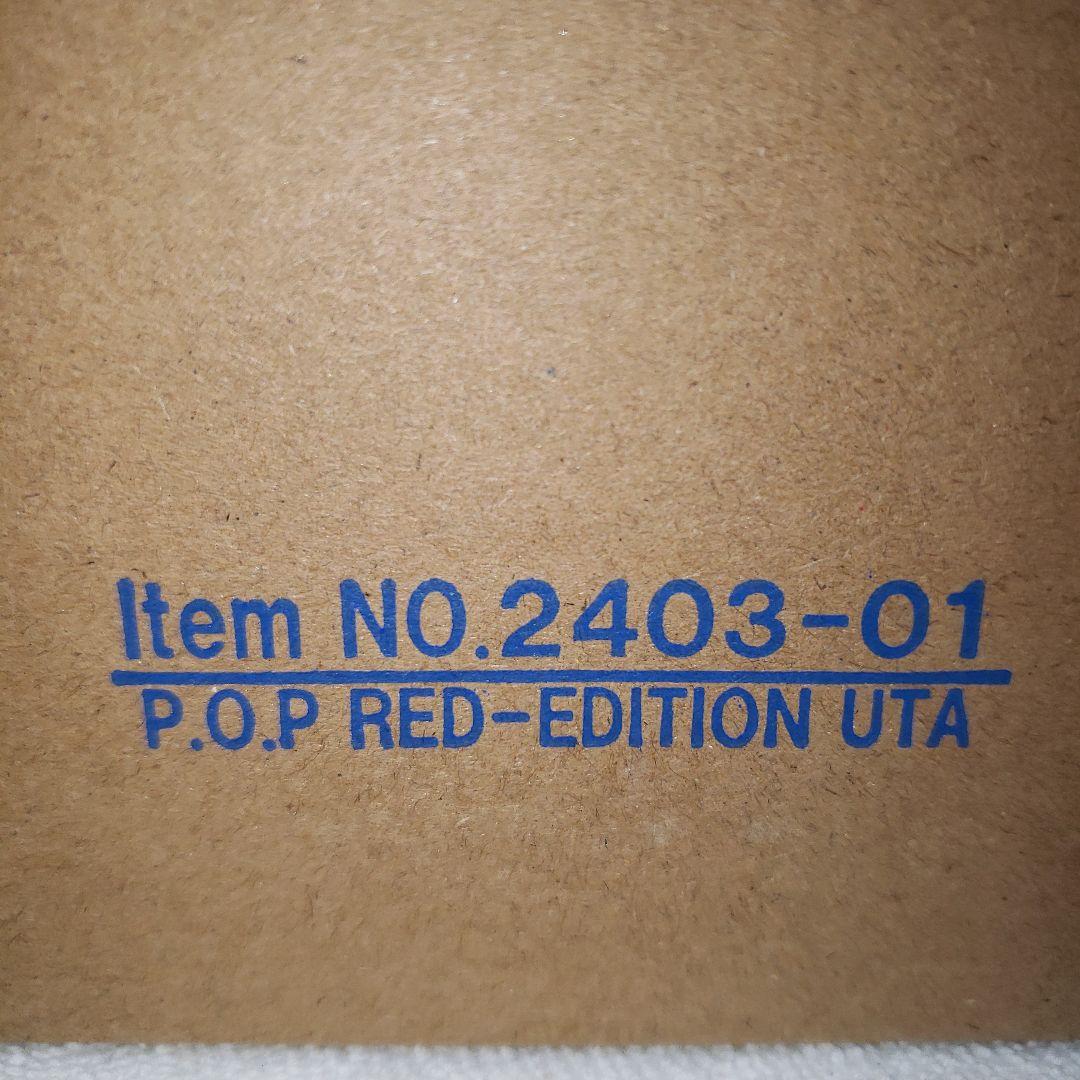 Item NO.2403-01
P.O.P RED-EDITION UTA